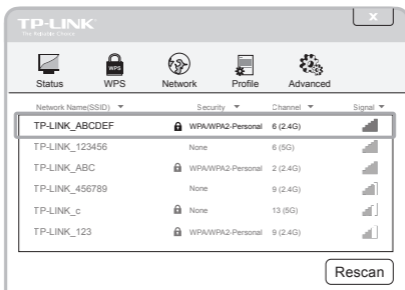 TP-LINK
The Reliable Choice
X
WPS
Status WPS Network Profile Advanced
Network Name(SSID) Security Channel Signal
TP-LINK_ABCDEF WPA/WPA2-Personal 6 (2.4G)
TP-LINK_123456 None 6 (5G)
TP-LINK_ABC WPA/WPA2-Personal 2 (2.4G)
TP-LINK_456789 None 9 (2.4G)
TP-LINK_c None 13 (5G)
TP-LINK_123 WPA/WPA2-Personal 9 (2.4G)
Rescan